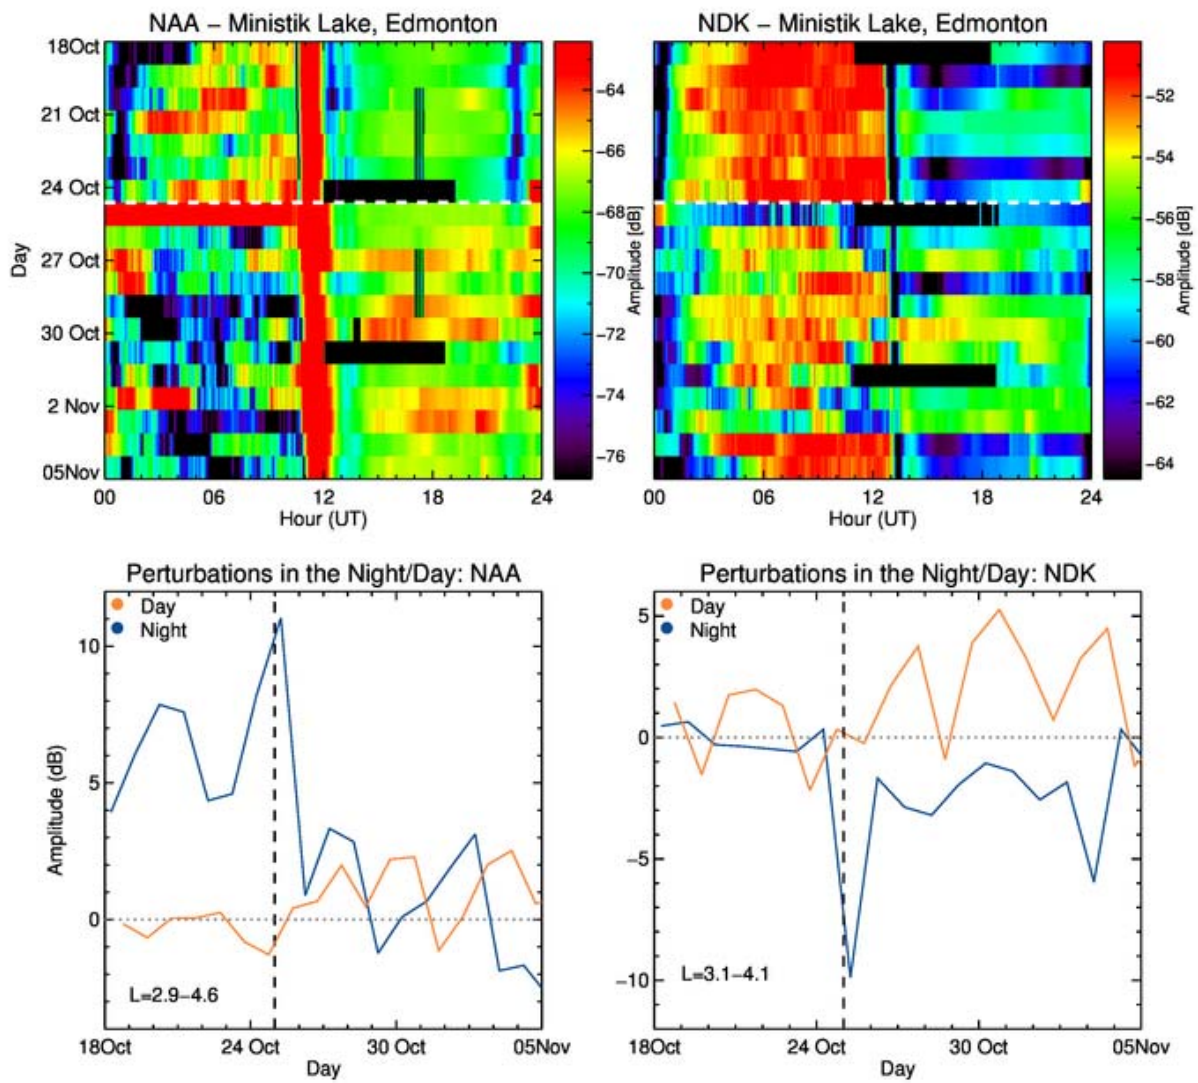 NAA – Ministik Lake, Edmonton
18Oct
21 Oct
24 Oct
27 Oct
30 Oct
2 Nov
05Nov
Day
00 06 12 18 24
Hour (UT)
−64
−66
−68
−70
−72
−74
−76
Amplitude [dB]
NDK – Ministik Lake, Edmonton
00 06 12 18 24
Hour (UT)
−52
−54
−56
−58
−60
−62
−64
Amplitude [dB]
Perturbations in the Night/Day: NAA
Day
Night
10
5
0
Amplitude (dB)
L=2.9−4.6
18Oct 24 Oct 30 Oct 05Nov
Day
Perturbations in the Night/Day: NDK
Day
Night
5
0
−5
−10
L=3.1−4.1
18Oct 24 Oct 30 Oct 05Nov
Day